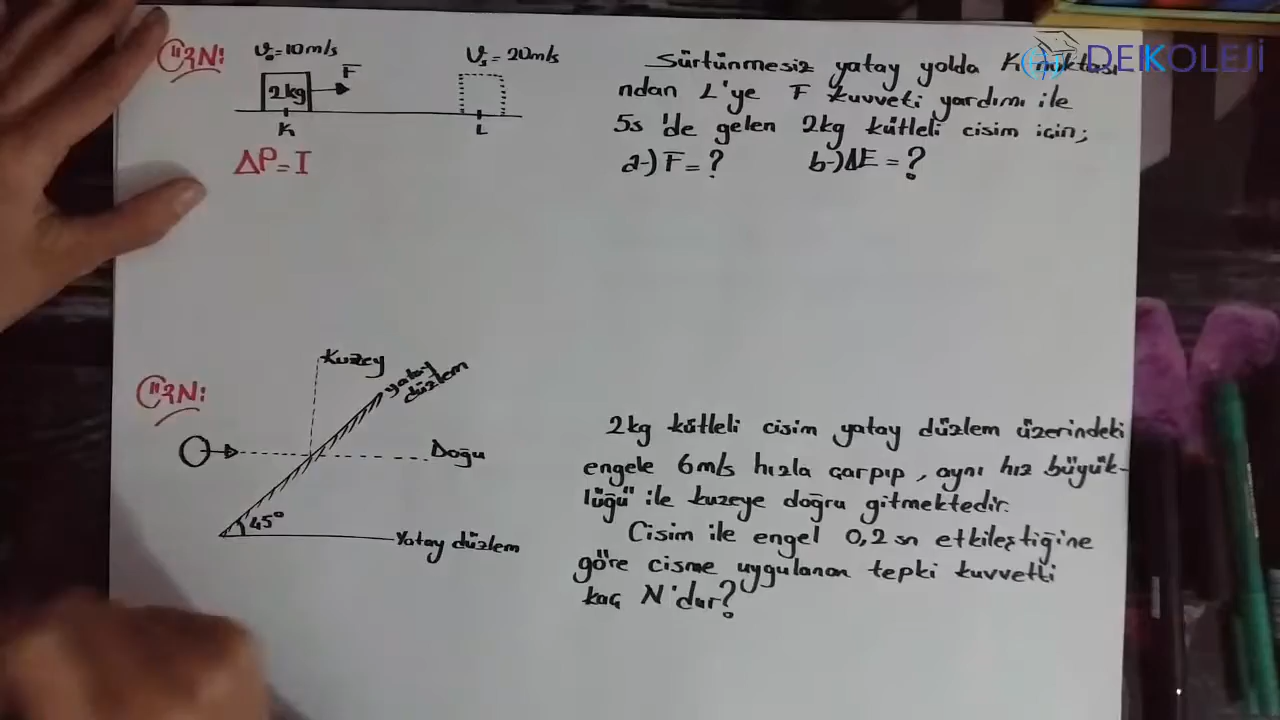 ÖRN:
V₀=10m/s
V₁=20m/s
F
2kg
K
L
ΔP=I
Sürtünmesiz yatay yolda K noktası
ndan L'ye F kuvveti yardımı ile
5s 'de gelen 2kg kütleli cisim için;
a-) F=? b-) ΔE=?
DEKOLEJİ
ÖRN:
Kuzey
yatay
düzlem
Doğu
45°
Yatay düzlem
2kg kütleli cisim yatay düzlem üzerindeki
engele 6m/s hızla çarpıp, aynı hız büyük-
lüğü ile kuzeye doğru gitmektedir.
Cisim ile engel 0,2 sn etkileştiğine
göre cisme uygulanan tepki kuvvetti
kaç N'dur?